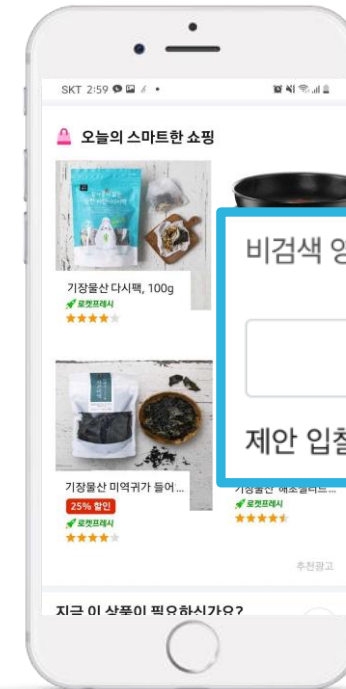 SKT 2:59
오늘의 스마트한 쇼핑
기장물산 다시팩, 100g
로켓프레시
비검색 영
제안 입찰
기장물산 미역귀가 들어...
25% 할인
로켓프레시
기장물산 해초샐러드...
로켓프레시
추천광고
지금 이 상품이 필요하신가요?